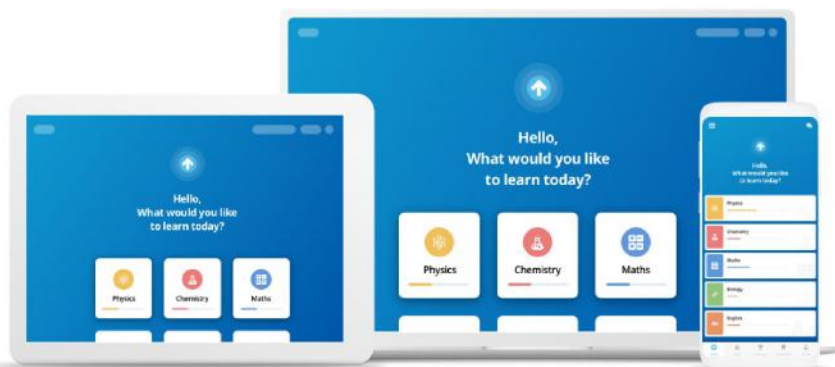 Hello,
What would you like
to learn today?
Physics
Chemistry
Maths
Hello,
What would you like
to learn today?
Physics
Chemistry
Maths
Hello,
What would you like
to learn today?
Physics
Chemistry
Maths
Biology
English